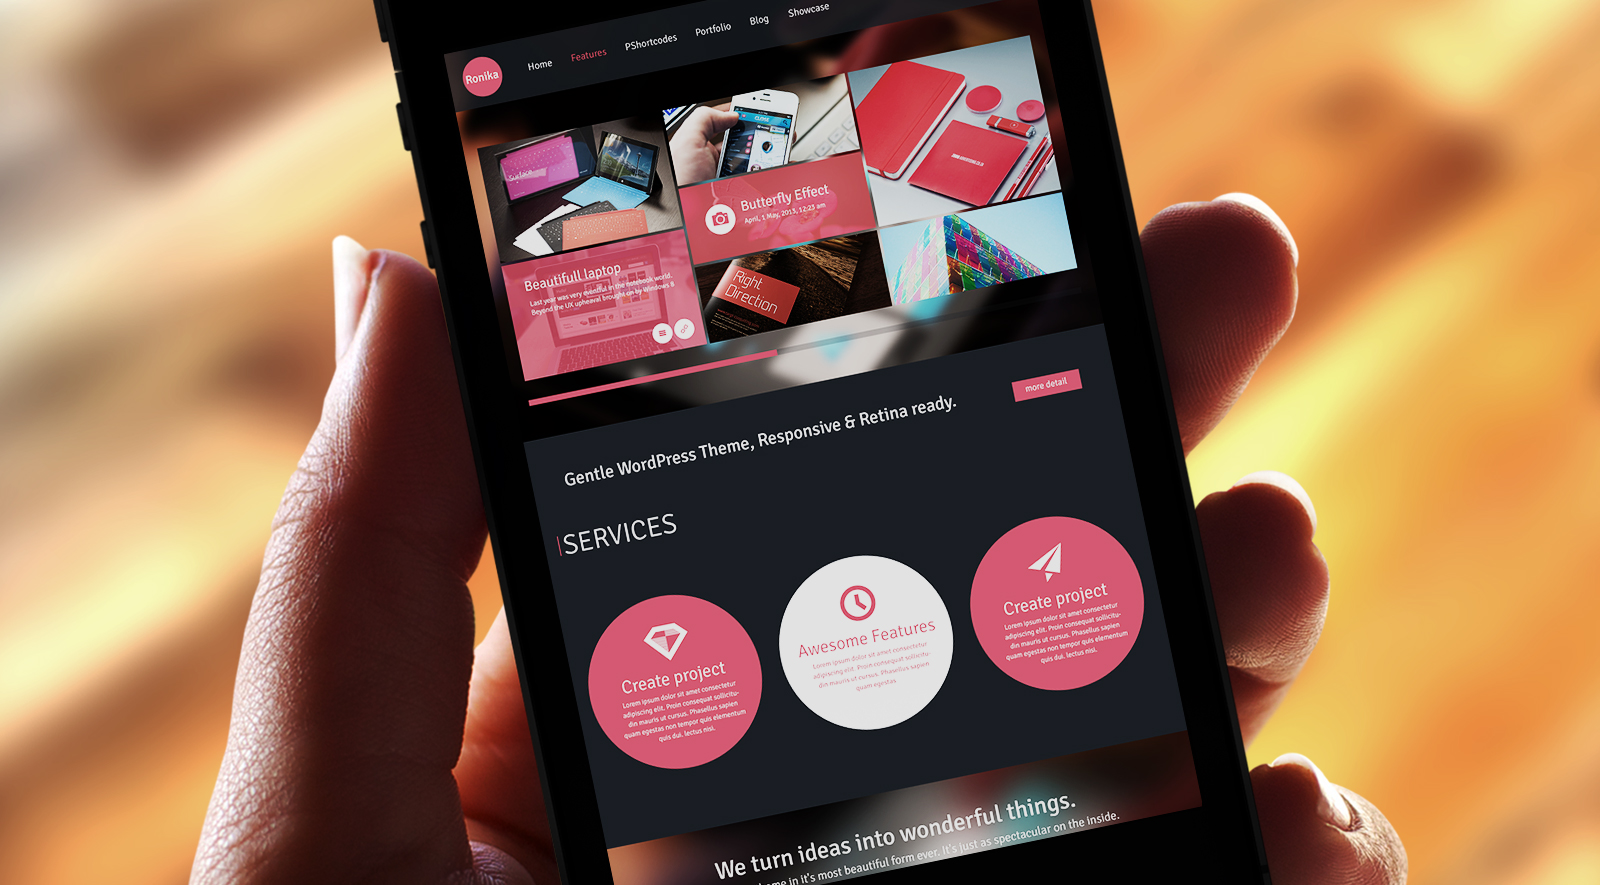 Ronika
Home
Features
PShortcodes
Portfolio
Blog
Showcase
Surface
Butterfly Effect
April, 1 May, 2013, 12:23 am
Beautifull laptop
Last year was very eventful in the notebook world.
Beyond the UX upheaval brought on by Windows 8
Right
Direction
more detail
Gentle WordPress Theme, Responsive & Retina ready.
SERVICES
Create project
Lorem ipsum dolor sit amet consectetur
adipiscing elit. Proin consequat sollicitu-
din mauris ut cursus. Phasellus sapien
quam egestas non tempor quis elementum
quis dui. lectus nisi.
Awesome Features
Lorem ipsum dolor sit amet consectetur
adipiscing elit. Proin consequat sollicitu-
din mauris ut cursus. Phasellus sapien
quam egestas
Create project
Lorem ipsum dolor sit amet consectetur
adipiscing elit. Proin consequat sollicitu-
din mauris ut cursus. Phasellus sapien
quam egestas non tempor quis elementum
quis dui. lectus nisi.
We turn ideas into wonderful things.
in it's most beautiful form ever. It's just as spectacular on the inside.